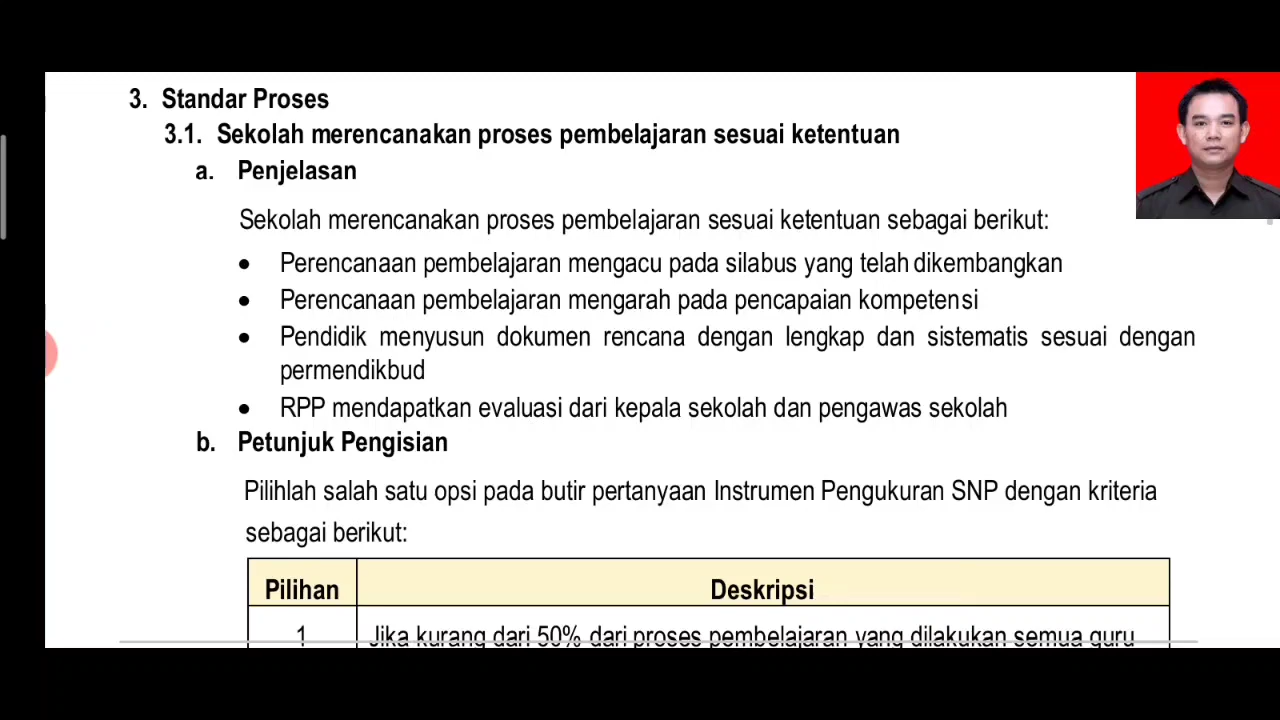 3. Standar Proses
3.1. Sekolah merencanakan proses pembelajaran sesuai ketentuan
a. Penjelasan
Sekolah merencanakan proses pembelajaran sesuai ketentuan sebagai berikut:
• Perencanaan pembelajaran mengacu pada silabus yang telah dikembangkan
• Perencanaan pembelajaran mengarah pada pencapaian kompetensi
• Pendidik menyusun dokumen rencana dengan lengkap dan sistematis sesuai dengan
permendikbud
• RPP mendapatkan evaluasi dari kepala sekolah dan pengawas sekolah
b. Petunjuk Pengisian
Pilihlah salah satu opsi pada butir pertanyaan Instrumen Pengukuran SNP dengan kriteria
sebagai berikut:
Pilihan Deskripsi
1 Jika kurang dari 50% dari proses pembelajaran yang dilakukan semua guru